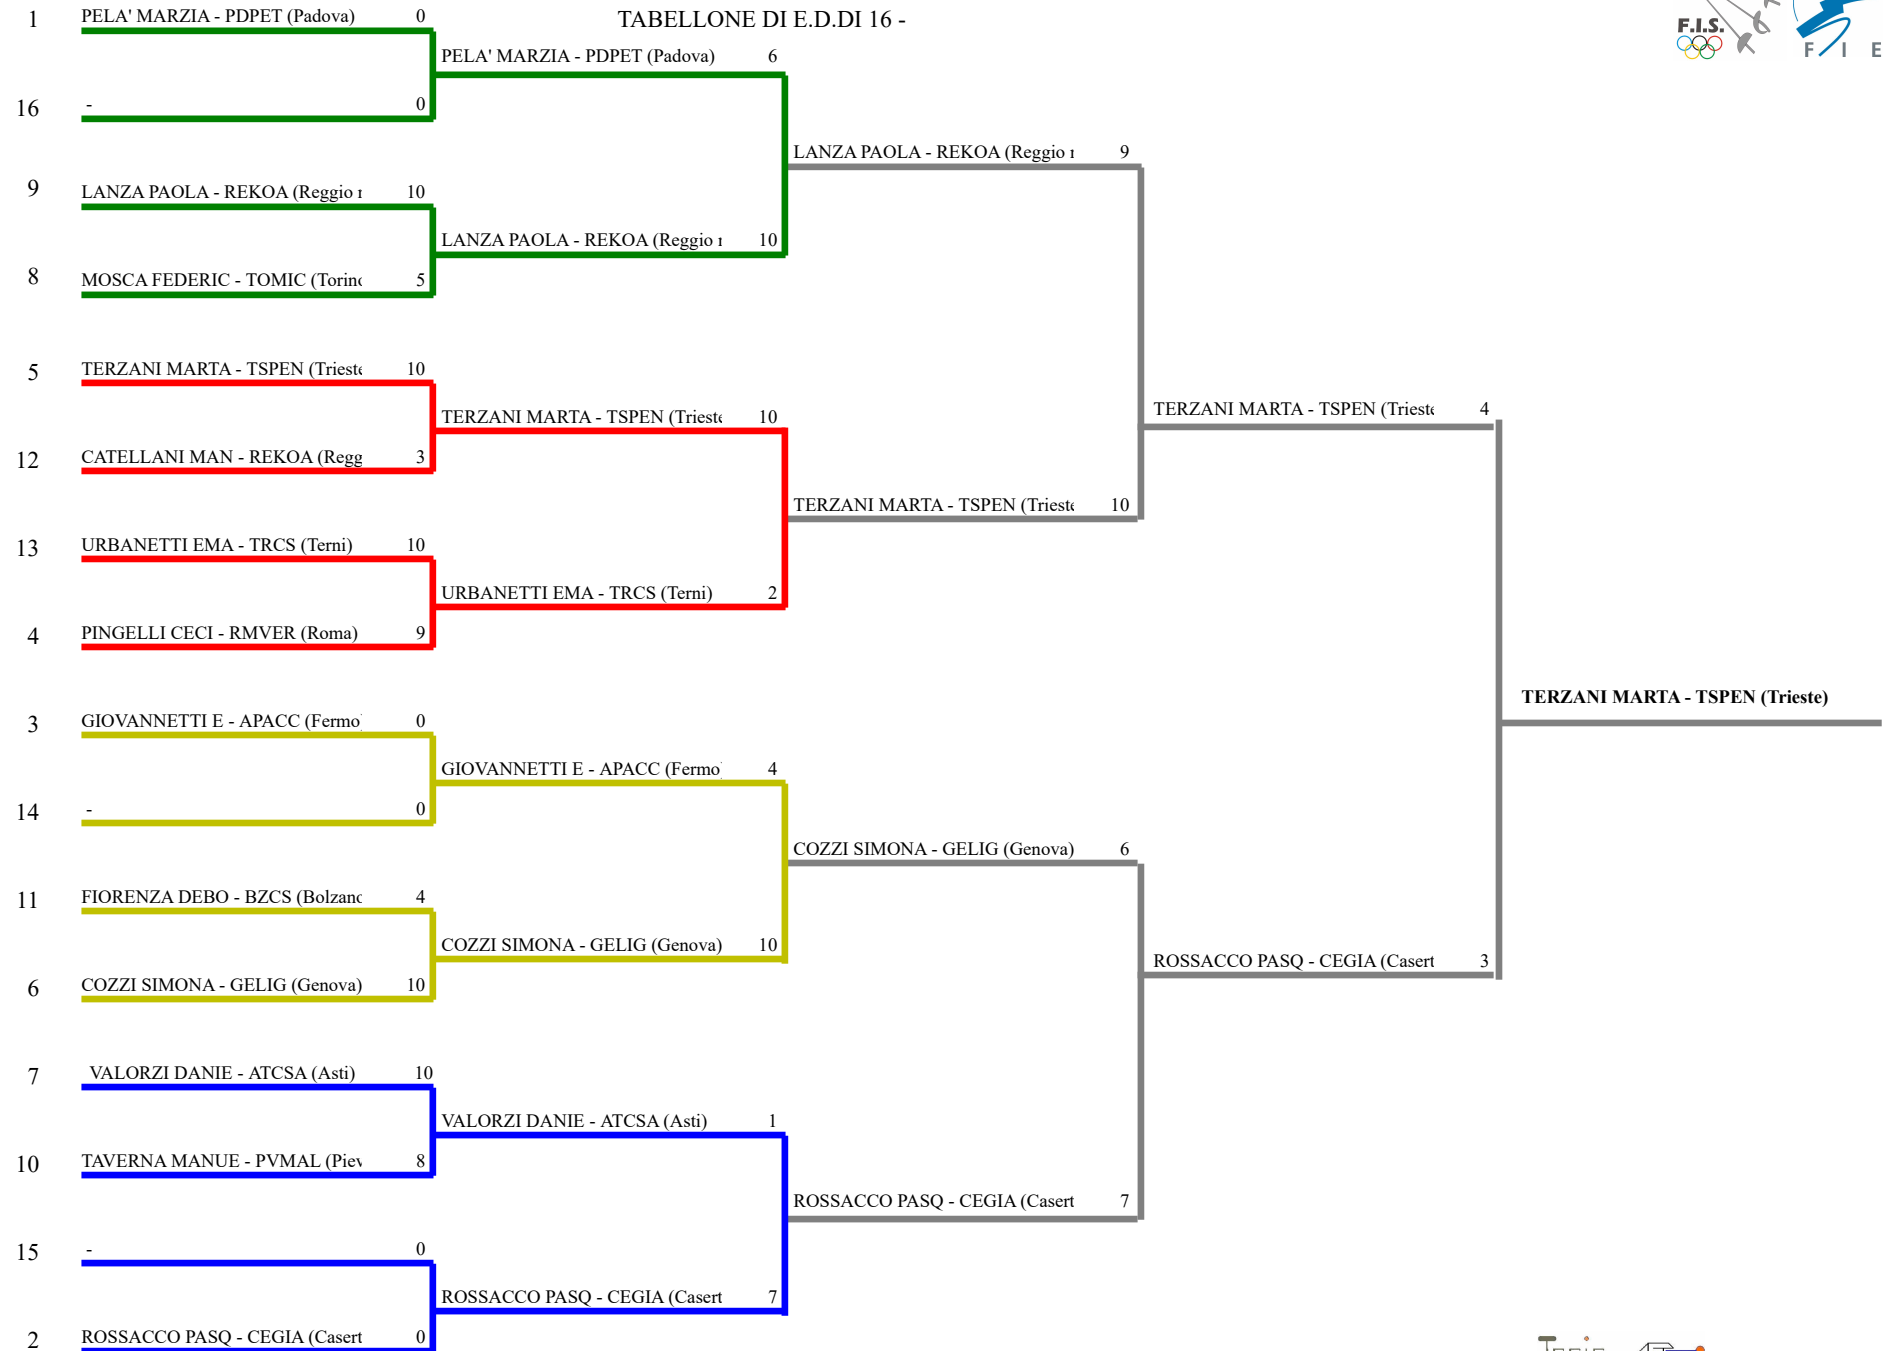 TABELLONE DI E.D.DI 16 -
F.I.S.
F I E
1 PELA' MARZIA - PDPET (Padova) 0
PELA' MARZIA - PDPET (Padova) 6
16 - 0
LANZA PAOLA - REKOA (Reggio 9
9 LANZA PAOLA - REKOA (Reggio 10
LANZA PAOLA - REKOA (Reggio 10
8 MOSCA FEDERIC - TOMIC (Torin 5
5 TERZANI MARTA - TSPEN (Trieste 10
TERZANI MARTA - TSPEN (Trieste 10
TERZANI MARTA - TSPEN (Trieste 4
12 CATELLANI MAN - REKOA (Regg 3
TERZANI MARTA - TSPEN (Trieste 10
13 URBANETTI EMA - TRCS (Terni) 10
URBANETTI EMA - TRCS (Terni) 2
4 PINGELLI CECI - RMVER (Roma) 9
TERZANI MARTA - TSPEN (Trieste)
3 GIOVANNETTI E - APACC (Fermo 0
GIOVANNETTI E - APACC (Fermo 4
14 - 0
COZZI SIMONA - GELIG (Genova) 6
11 FIORENZA DEBO - BZCS (Bolzano 4
COZZI SIMONA - GELIG (Genova) 10
ROSSACCO PASQ - CEGIA (Casert 3
6 COZZI SIMONA - GELIG (Genova) 10
7 VALORZI DANIE - ATCSA (Asti) 10
VALORZI DANIE - ATCSA (Asti) 1
10 TAVERNA MANUE - PVMAL (Piev 8
ROSSACCO PASQ - CEGIA (Casert 7
15 - 0
ROSSACCO PASQ - CEGIA (Casert 7
2 ROSSACCO PASQ - CEGIA (Casert 0